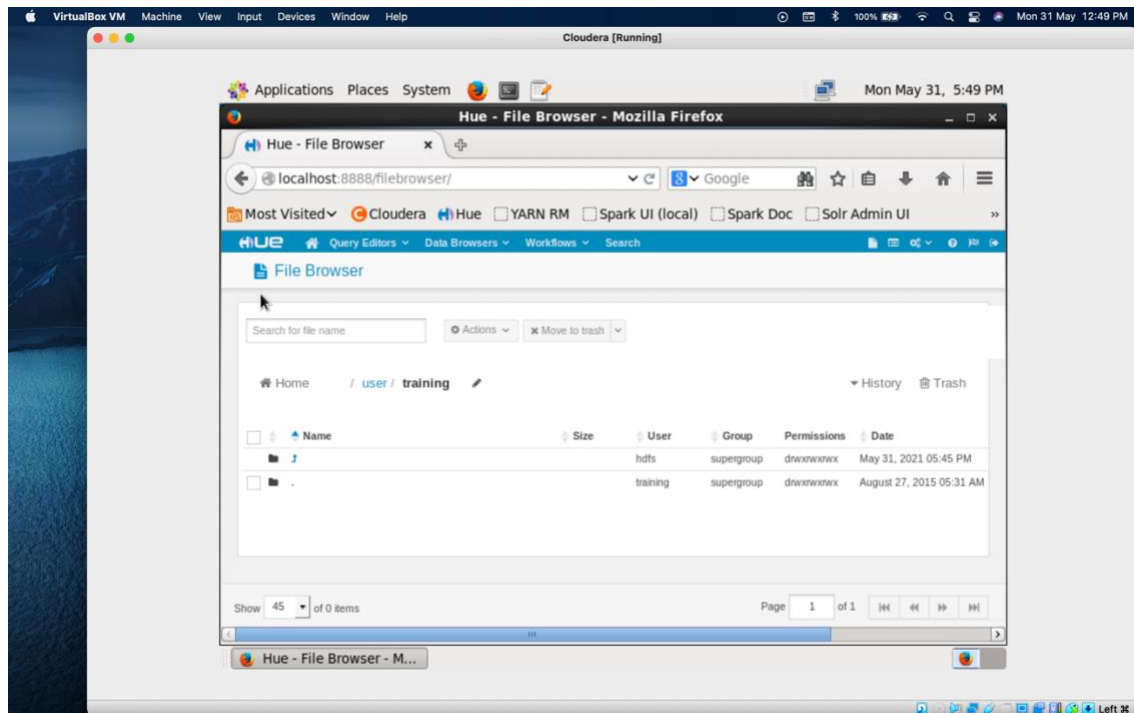 VirtualBox VM Machine View Input Devices Window Help 100% Mon 31 May 12:49 PM
Cloudera [Running]
Applications Places System Mon May 31, 5:49 PM
Hue - File Browser - Mozilla Firefox
Hue - File Browser
localhost:8888/filebrowser/ Google
Most Visited Cloudera Hue YARN RM Spark UI (local) Spark Doc Solr Admin UI »
HUE Query Editors Data Browsers Workflows Search
File Browser
Search for file name Actions Move to trash
Home / user / training History Trash
Name Size User Group Permissions Date
hdfs supergroup drwxrwxrwx May 31, 2021 05:45 PM
. training supergroup drwxrwxrwx August 27, 2015 05:31 AM
Show 45 of 0 items Page 1 of 1
Hue - File Browser - M...
Left ⌘